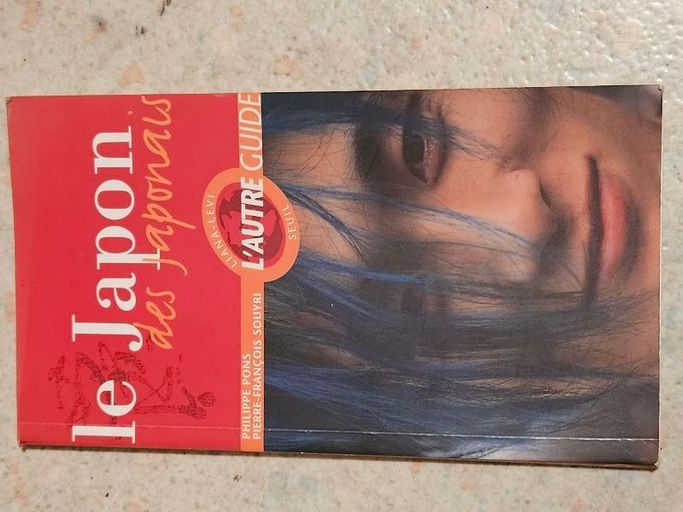 le Japon
des Japonais
PHILIPPE PONS
PIERRE-FRANÇOIS SOUYRI
LIANA-LEVI
L'AUTRE GUIDE
SEUIL